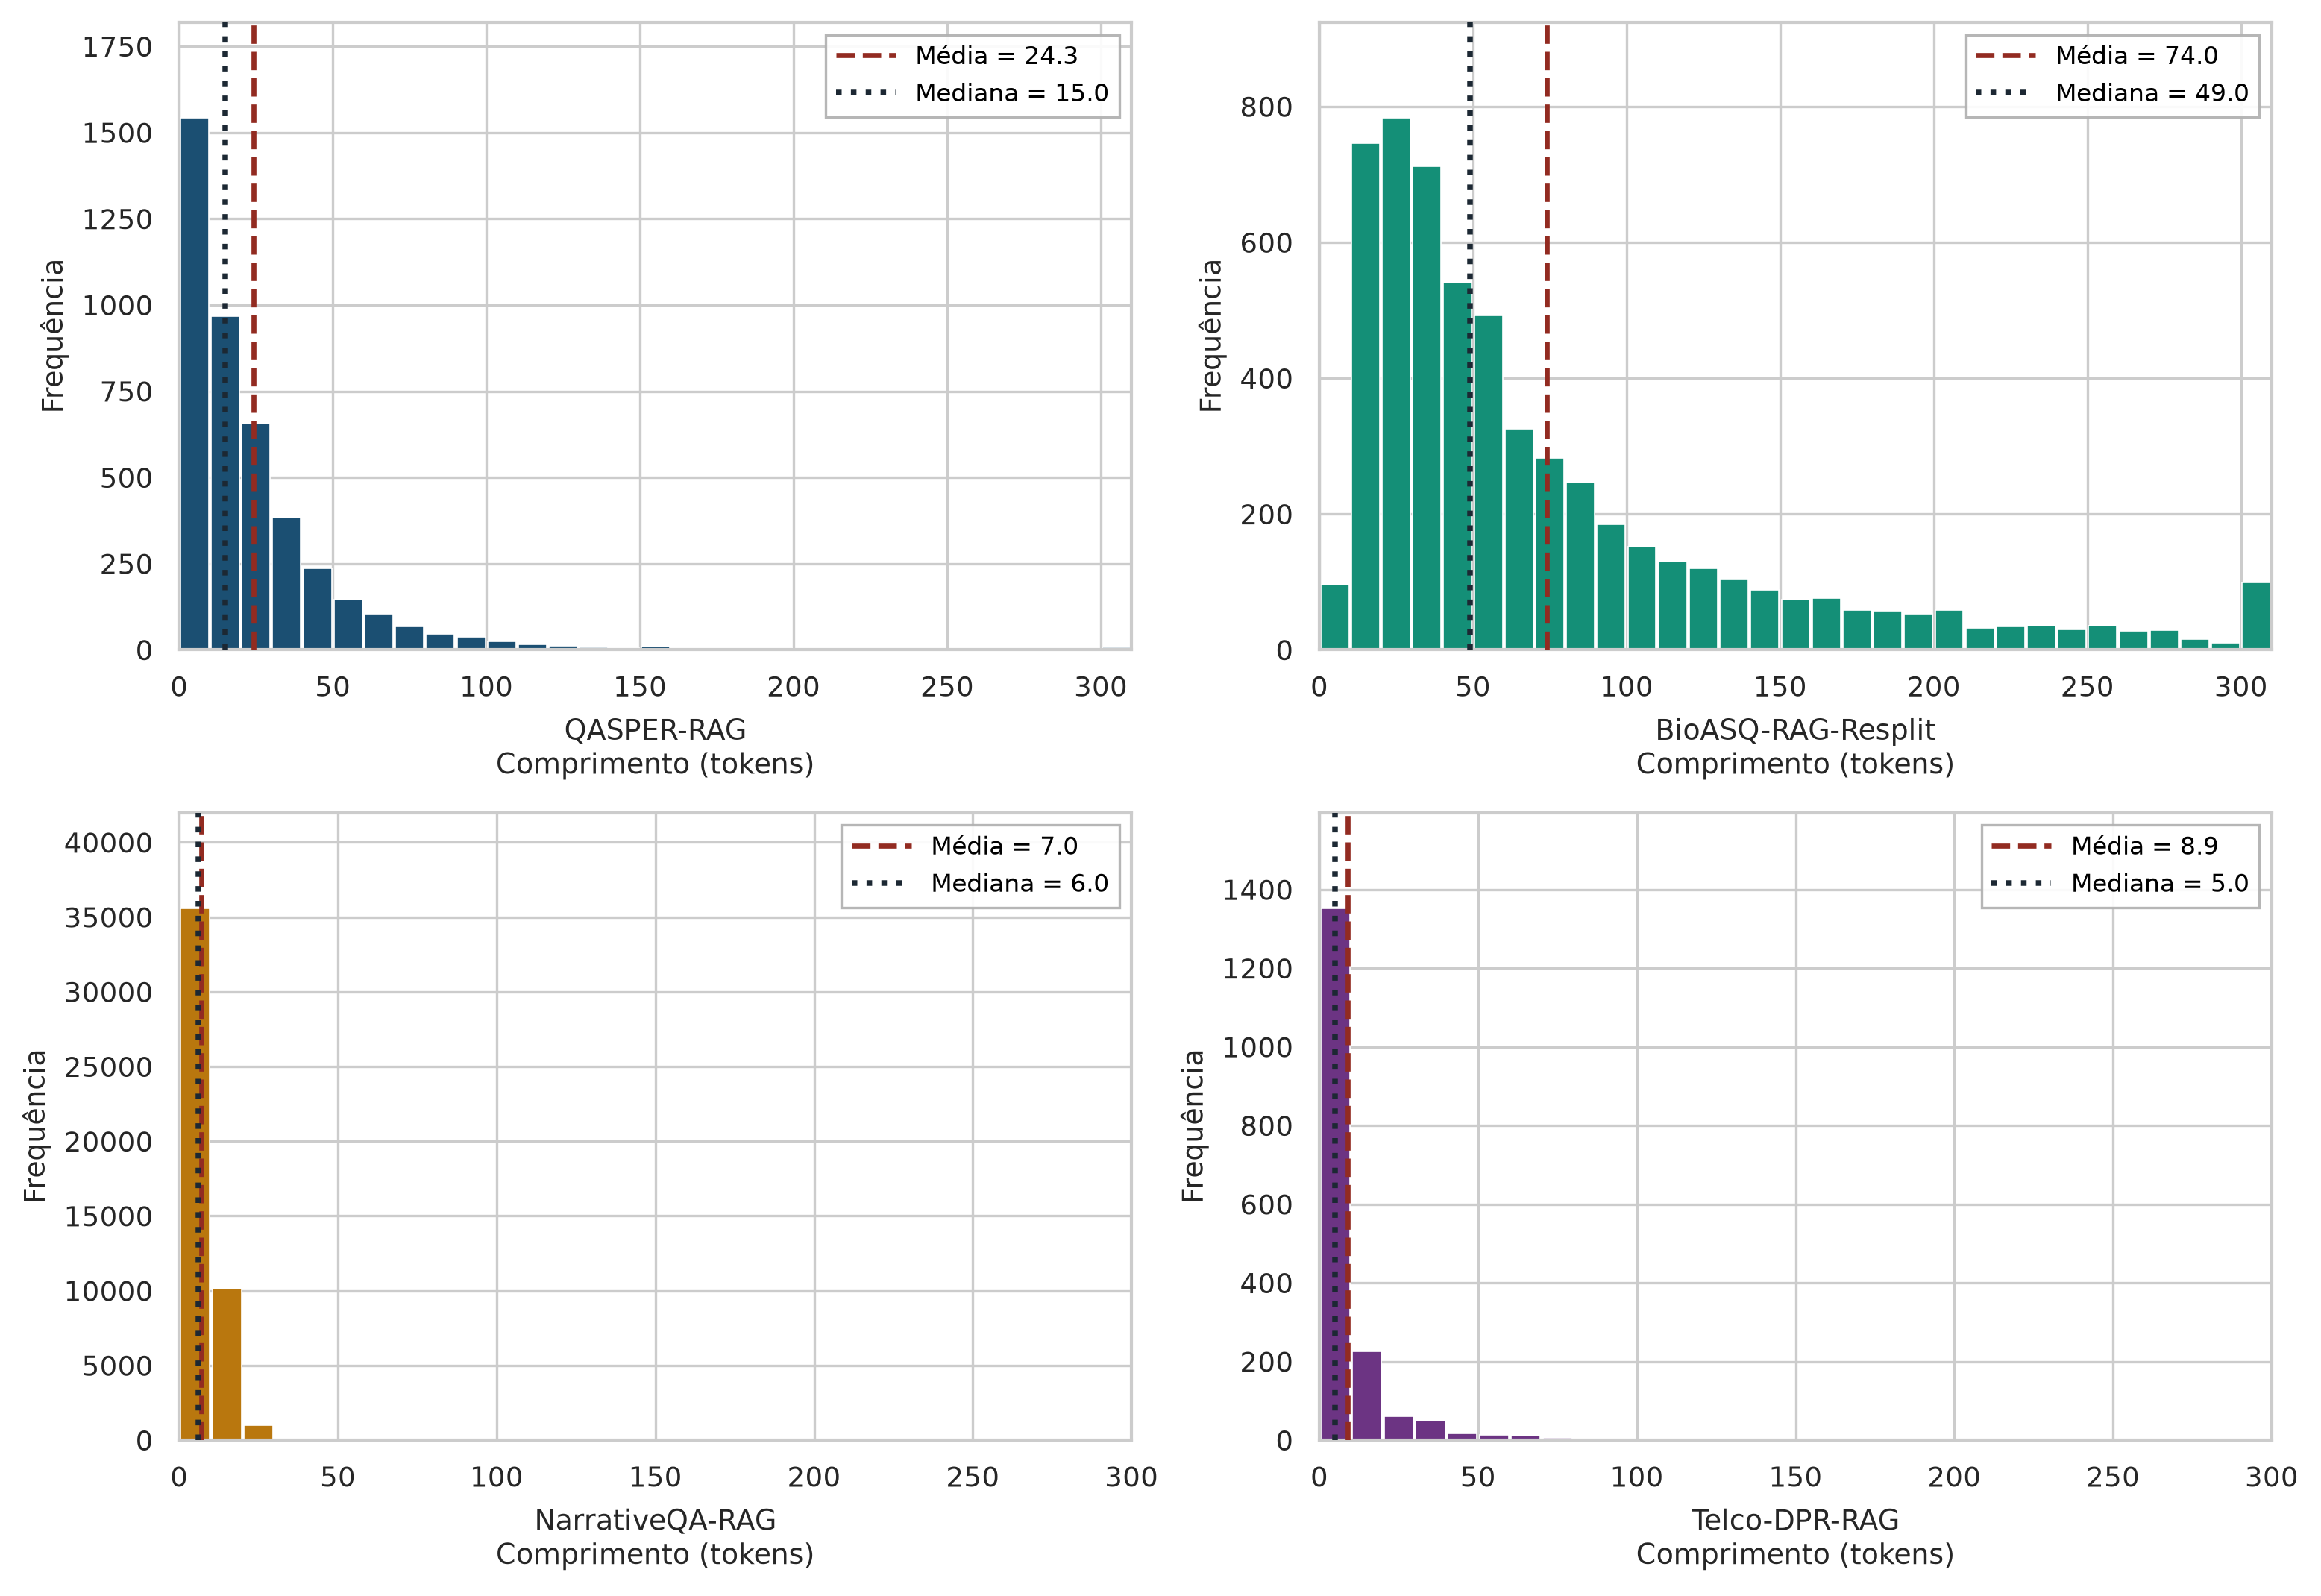 Frequência
1750
1500
1250
1000
750
500
250
0
0 50 100 150 200 250 300
QASPER-RAG
Comprimento (tokens)
Média = 24.3
Mediana = 15.0
Frequência
800
600
400
200
0
0 50 100 150 200 250 300
BioASQ-RAG-Resplit
Comprimento (tokens)
Média = 74.0
Mediana = 49.0
Frequência
40000
35000
30000
25000
20000
15000
10000
5000
0
0 50 100 150 200 250 300
NarrativeQA-RAG
Comprimento (tokens)
Média = 7.0
Mediana = 6.0
Frequência
1400
1200
1000
800
600
400
200
0
0 50 100 150 200 250 300
Telco-DPR-RAG
Comprimento (tokens)
Média = 8.9
Mediana = 5.0